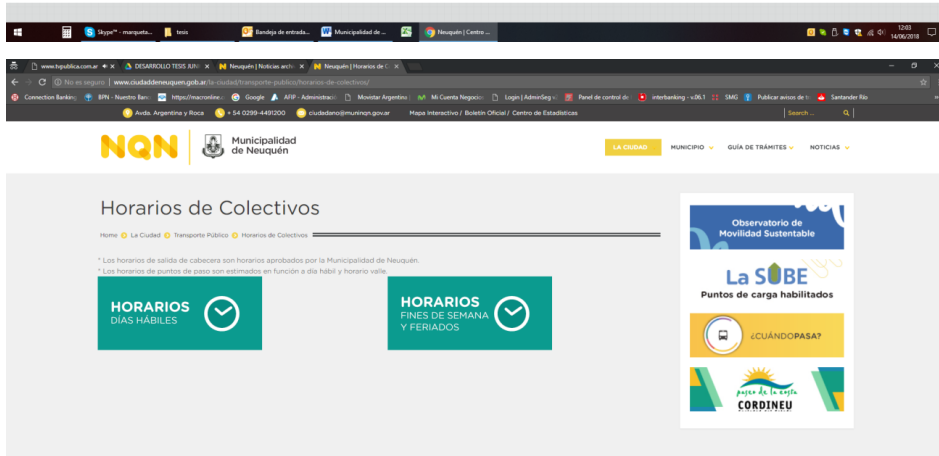 Skype™ - marqueta...
tesis
Bandeja de entrada...
Municipalidad de ...
Neuquén | Centro ...
12:03
14/06/2018
www.tvpublica.com.ar
DESARROLLO TESIS JUNI
Neuquén | Noticias archi
Neuquén | Horarios de C
No es seguro | www.ciudaddeneuquen.gob.ar/la-ciudad/transporte-publico/horarios-de-colectivos/
Connection Banking
BPN - Nuestro Banc
https://macronline.c
Google
AFIP - Administracio
Movistar Argentina
Mi Cuenta Negocio
Login | AdminSeg v
Panel de control de
interbanking - v.06.1
SMG
Publicar avisos de tr
Santander Río
Avda. Argentina y Roca
+ 54 0299-4491200
ciudadano@muninqn.gov.ar
Mapa Interactivo / Boletín Oficial / Centro de Estadísticas
Search ...
NQN
Municipalidad
de Neuquén
LA CIUDAD
MUNICIPIO
GUÍA DE TRÁMITES
NOTICIAS
Horarios de Colectivos
Home La Ciudad Transporte Público Horarios de Colectivos
* Los horarios de salida de cabecera son horarios aprobados por la Municipalidad de Neuquén.
* Los horarios de puntos de paso son estimados en función a día hábil y horario valle.
HORARIOS
DÍAS HÁBILES
HORARIOS
FINES DE SEMANA
Y FERIADOS
Observatorio de
Movilidad Sustentable
La SUBE
Puntos de carga habilitados
¿CUÁNDOPASA?
paseo de la costa
CORDINEU